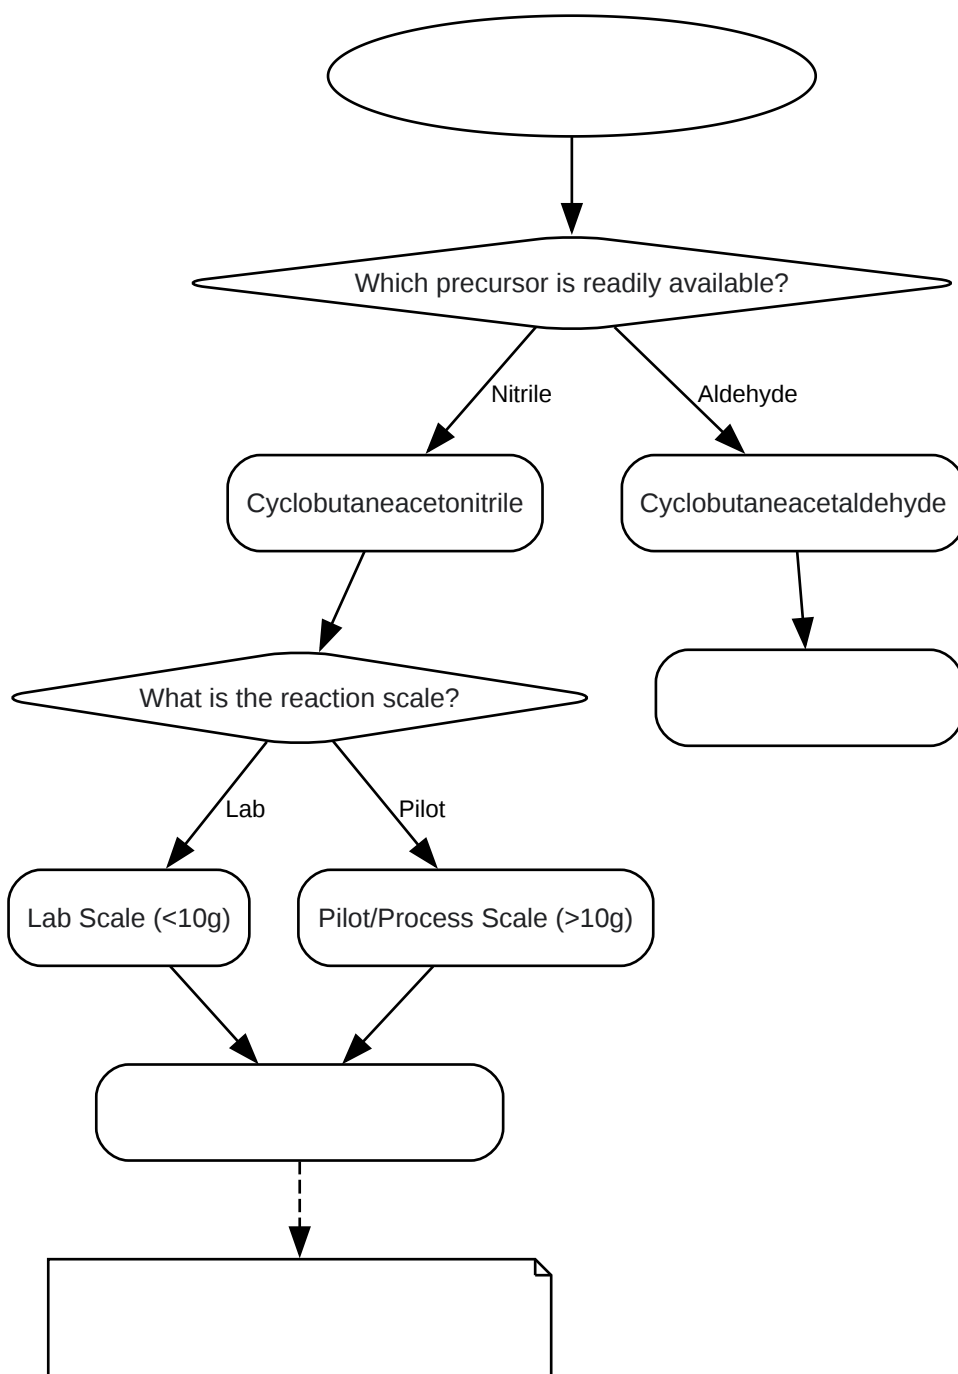 Which precursor is readily available?
Nitrile
Aldehyde
Cyclobutaneacetonitrile
Cyclobutaneacetaldehyde
What is the reaction scale?
Lab
Pilot
Lab Scale (<10g)
Pilot/Process Scale (>10g)